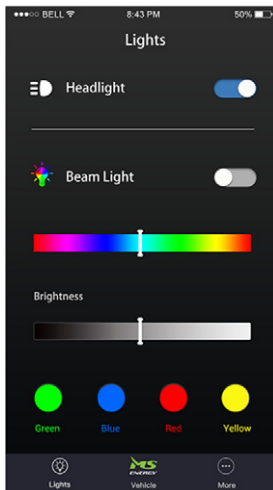 ●●●○○ BELL 8:43 PM 50%
Lights
Headlight
Beam Light
Brightness
Green Blue Red Yellow
MS
ENERGY
Lights Vehicle More